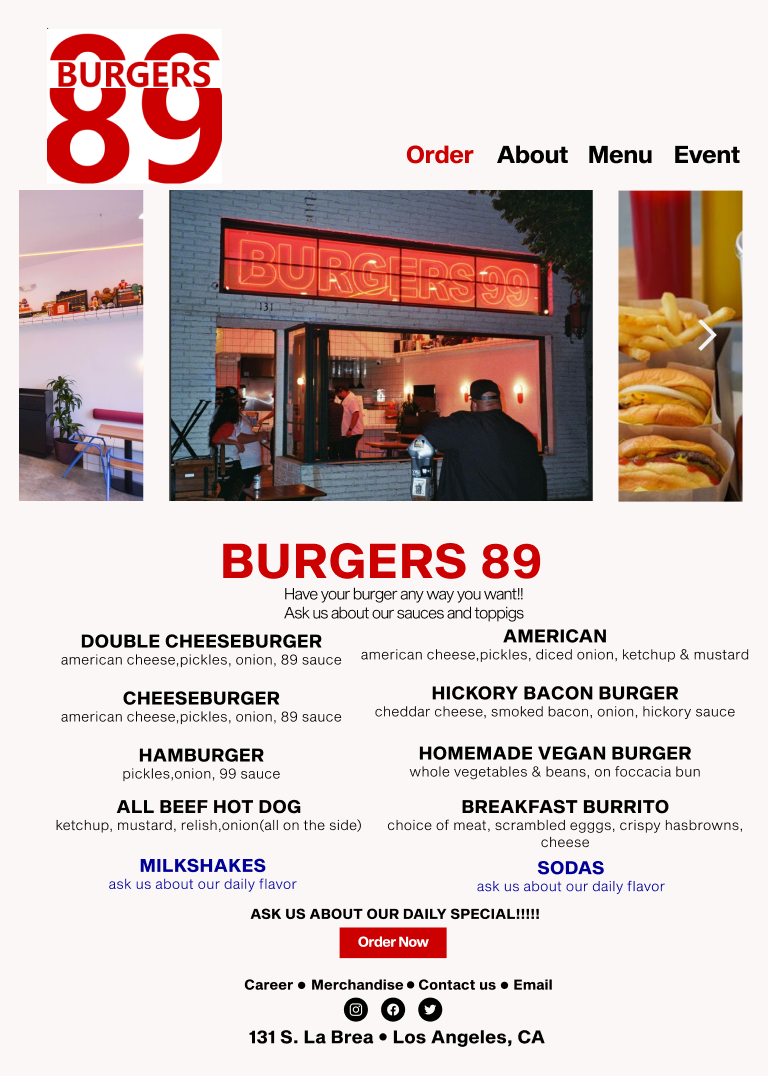 BURGERS
89
Order About Menu Event
BURGERS 99
131
BURGERS 89
Have your burger any way you want!!
Ask us about our sauces and toppigs
DOUBLE CHEESEBURGER
american cheese,pickles, onion, 89 sauce
AMERICAN
american cheese,pickles, diced onion, ketchup & mustard
CHEESEBURGER
american cheese,pickles, onion, 89 sauce
HICKORY BACON BURGER
cheddar cheese, smoked bacon, onion, hickory sauce
HAMBURGER
pickles,onion, 99 sauce
HOMEMADE VEGAN BURGER
whole vegetables & beans, on foccacia bun
ALL BEEF HOT DOG
ketchup, mustard, relish,onion(all on the side)
BREAKFAST BURRITO
choice of meat, scrambled egggs, crispy hasbrowns,
cheese
MILKSHAKES
ask us about our daily flavor
SODAS
ask us about our daily flavor
ASK US ABOUT OUR DAILY SPECIAL!!!!!
Order Now
Career ● Merchandise ● Contact us ● Email
131 S. La Brea ● Los Angeles, CA